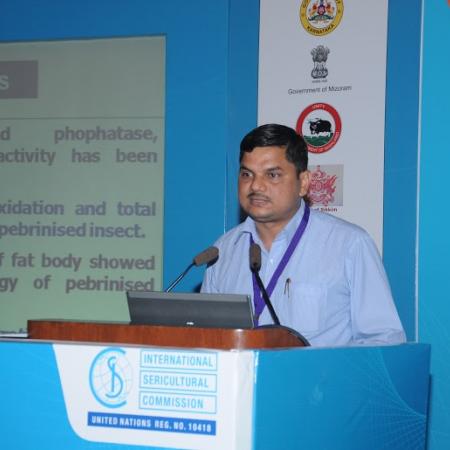 S
d phophatase,
activity has been
xidation and total
pebrinised insect.
f fat body showed
gy of pebrinised
KARNATAKA
Government of Mizoram
INTERNATIONAL
SERICULTURAL
COMMISSION
UNITED NATIONS REG. NO. 10418